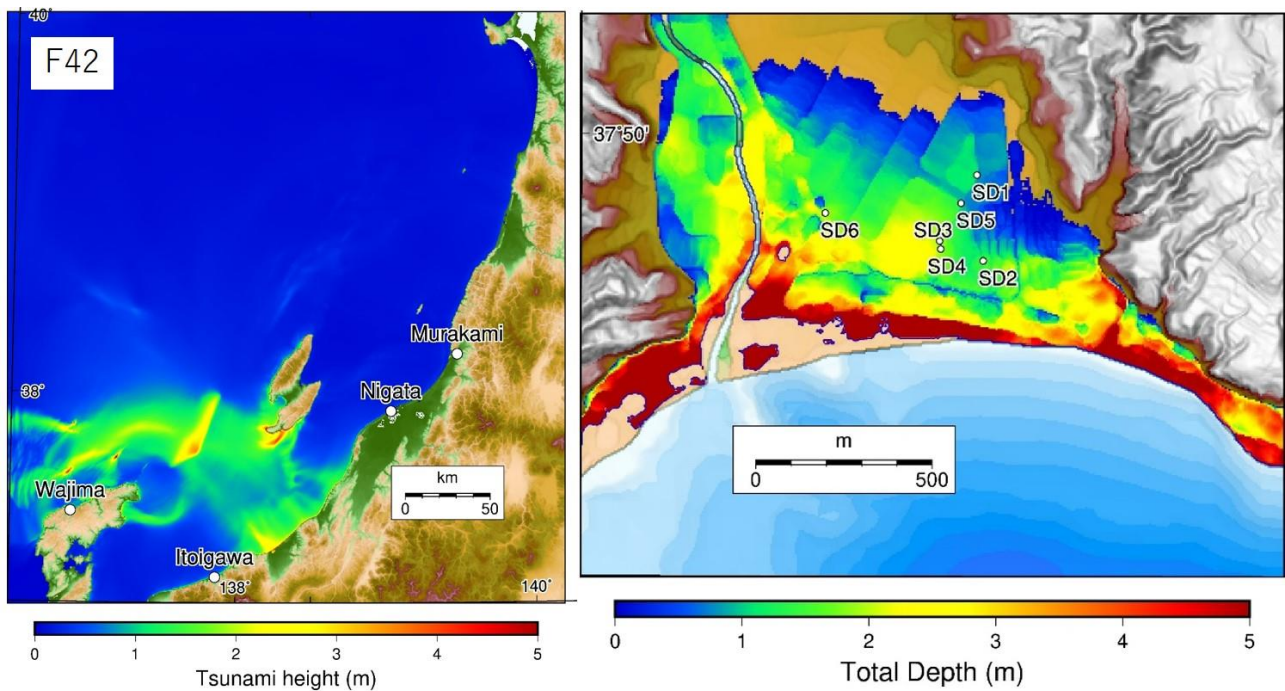 40°
F42
Murakami
38°
Nigata
km
0 50
Wajima
Itoigawa
138°
140°
0 1 2 3 4 5
Tsunami height (m)
37°50'
SD1
SD5
SD6
SD3
SD4
SD2
m
0 500
0 1 2 3 4 5
Total Depth (m)